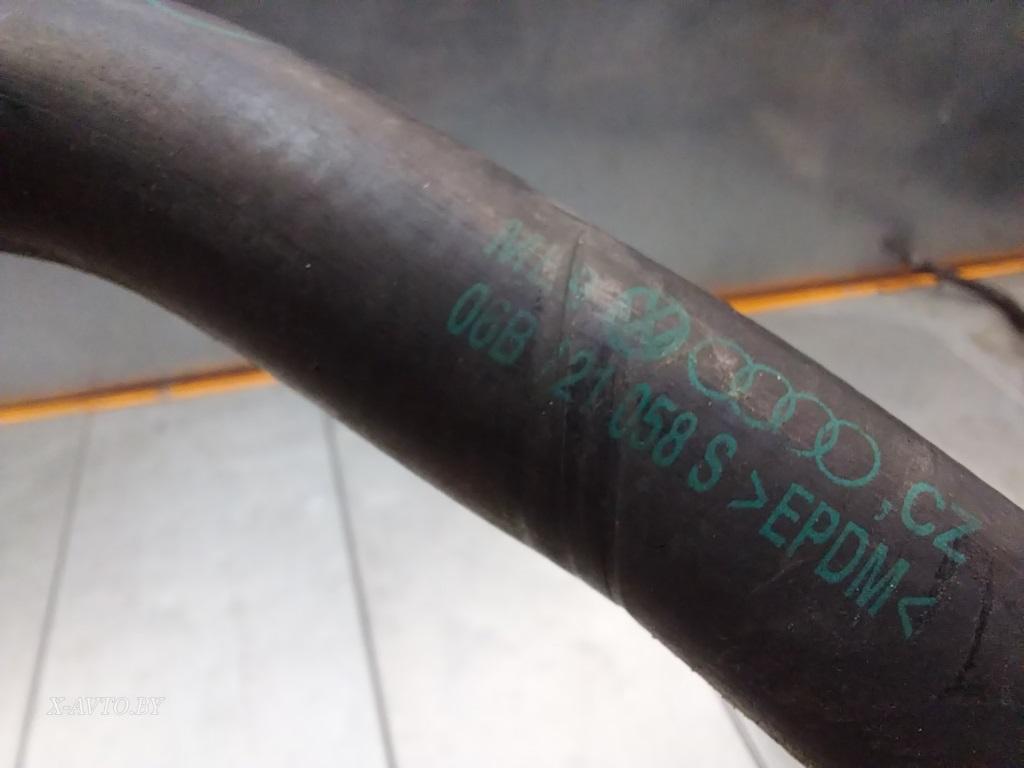 06B 121 058 S >EPDM<
, CZ
X-AVTO.BY